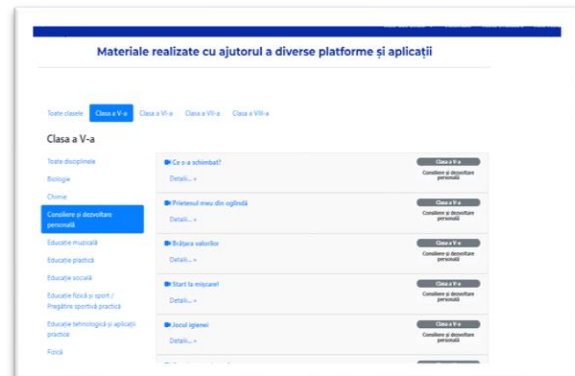 Materiale realizate cu ajutorul a diverse platforme și aplicații
Toate clasele Clasa a V-a Clasa a VI-a Clasa a VII-a Clasa a VIII-a
Clasa a V-a
Toate disciplinele
Biologie
Chimie
Consiliere și dezvoltare
personală
Educație muzicală
Educație plastică
Educație socială
Educație fizică și sport /
Pregătire sportivă practică
Educație tehnologică și aplicații
practice
Fizică
Ce s-a schimbat?
Detalii... »
Clasa a V-a
Consiliere și dezvoltare
personală
Prietenul meu din oglindă
Detalii... »
Clasa a V-a
Consiliere și dezvoltare
personală
Brățara valorilor
Detalii... »
Clasa a V-a
Consiliere și dezvoltare
personală
Start la mișcare!
Detalii... »
Clasa a V-a
Consiliere și dezvoltare
personală
Jocul igienei
Detalii... »
Clasa a V-a
Consiliere și dezvoltare
personală